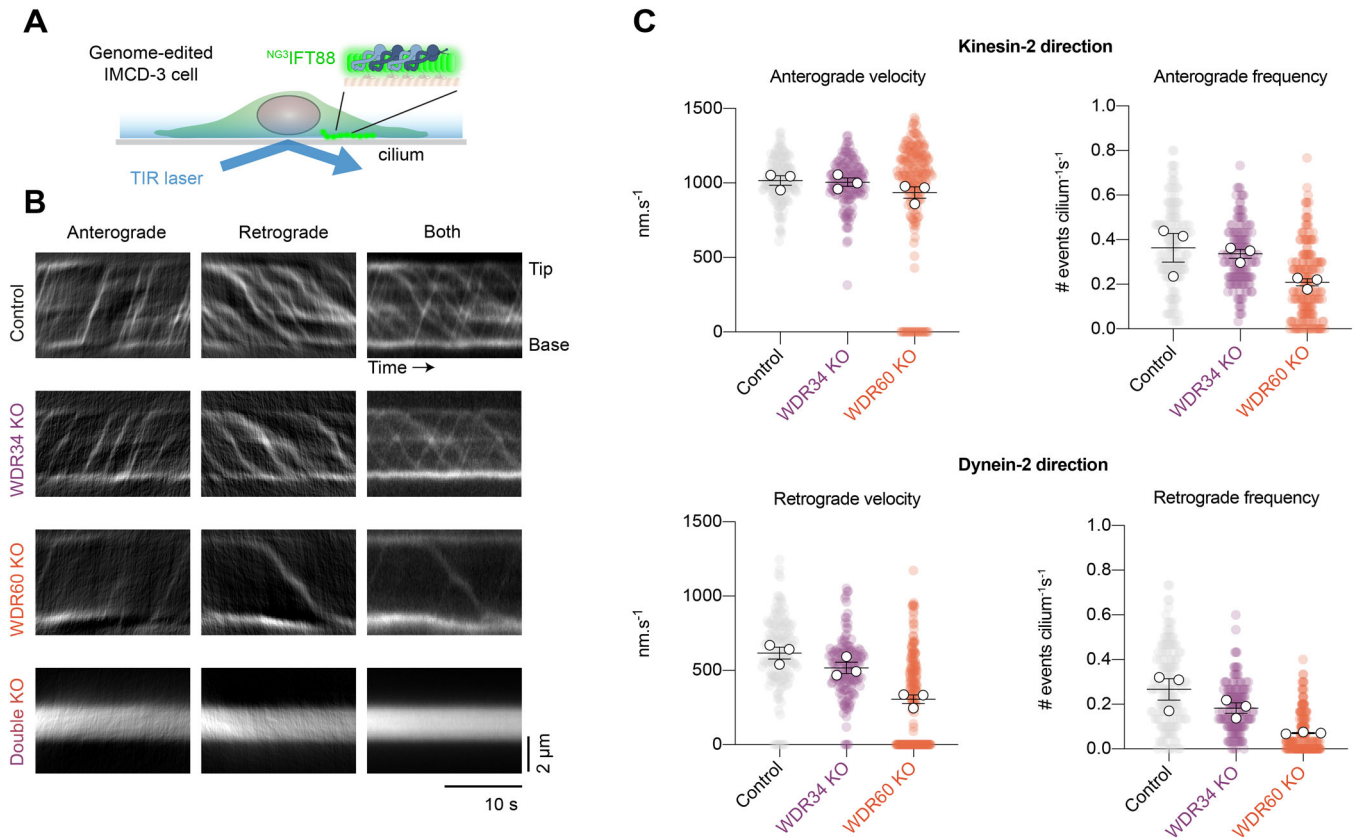 A
Genome-edited
IMCD-3 cell
NG3IFT88
cilium
TIR laser
B
Anterograde
Retrograde
Both
Control
Tip
Base
Time →
WDR34 KO
WDR60 KO
Double KO
2 μm
10 s
C
Kinesin-2 direction
Anterograde velocity
1500
1000
500
0
nm.s-1
Control
WDR34 KO
WDR60 KO
Anterograde frequency
1.0
0.8
0.6
0.4
0.2
0.0
# events cilium-1s-1
Control
WDR34 KO
WDR60 KO
Dynein-2 direction
Retrograde velocity
1500
1000
500
0
nm.s-1
Control
WDR34 KO
WDR60 KO
Retrograde frequency
1.0
0.8
0.6
0.4
0.2
0.0
# events cilium-1s-1
Control
WDR34 KO
WDR60 KO